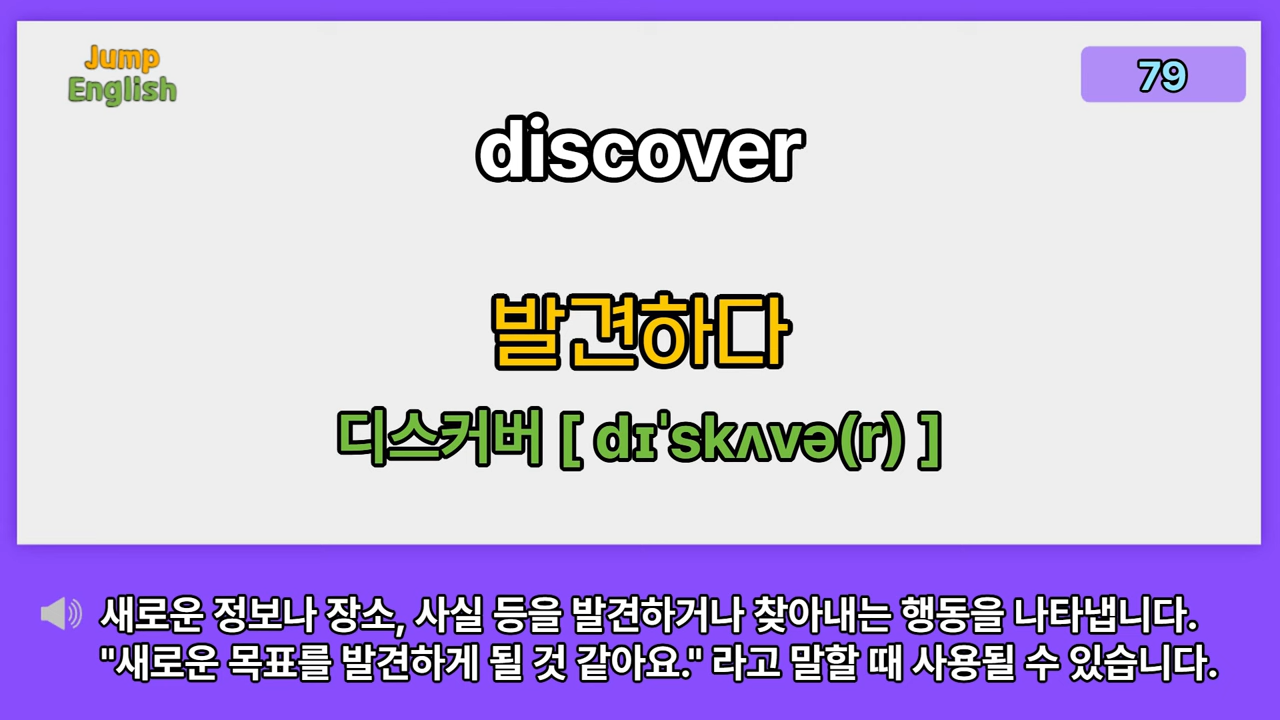 Jump
English
79
discover
발견하다
디스커버 [ dɪˈskʌvə(r) ]
새로운 정보나 장소, 사실 등을 발견하거나 찾아내는 행동을 나타냅니다.
"새로운 목표를 발견하게 될 것 같아요." 라고 말할 때 사용될 수 있습니다.